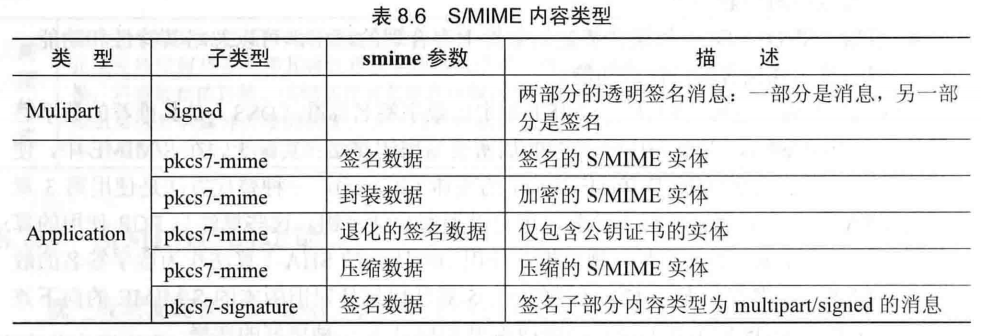 表 8.6 S/MIME 内容类型
类 型 子类型 smime 参数 描 述
Mulipart Signed 两部分的透明签名消息：一部分是消息，另一部
分是签名
pkcs7-mime 签名数据 签名的 S/MIME 实体
pkcs7-mime 封装数据 加密的 S/MIME 实体
Application pkcs7-mime 退化的签名数据 仅包含公钥证书的实体
pkcs7-mime 压缩数据 压缩的 S/MIME 实体
pkcs7-signature 签名数据 签名子部分内容类型为 multipart/signed 的消息